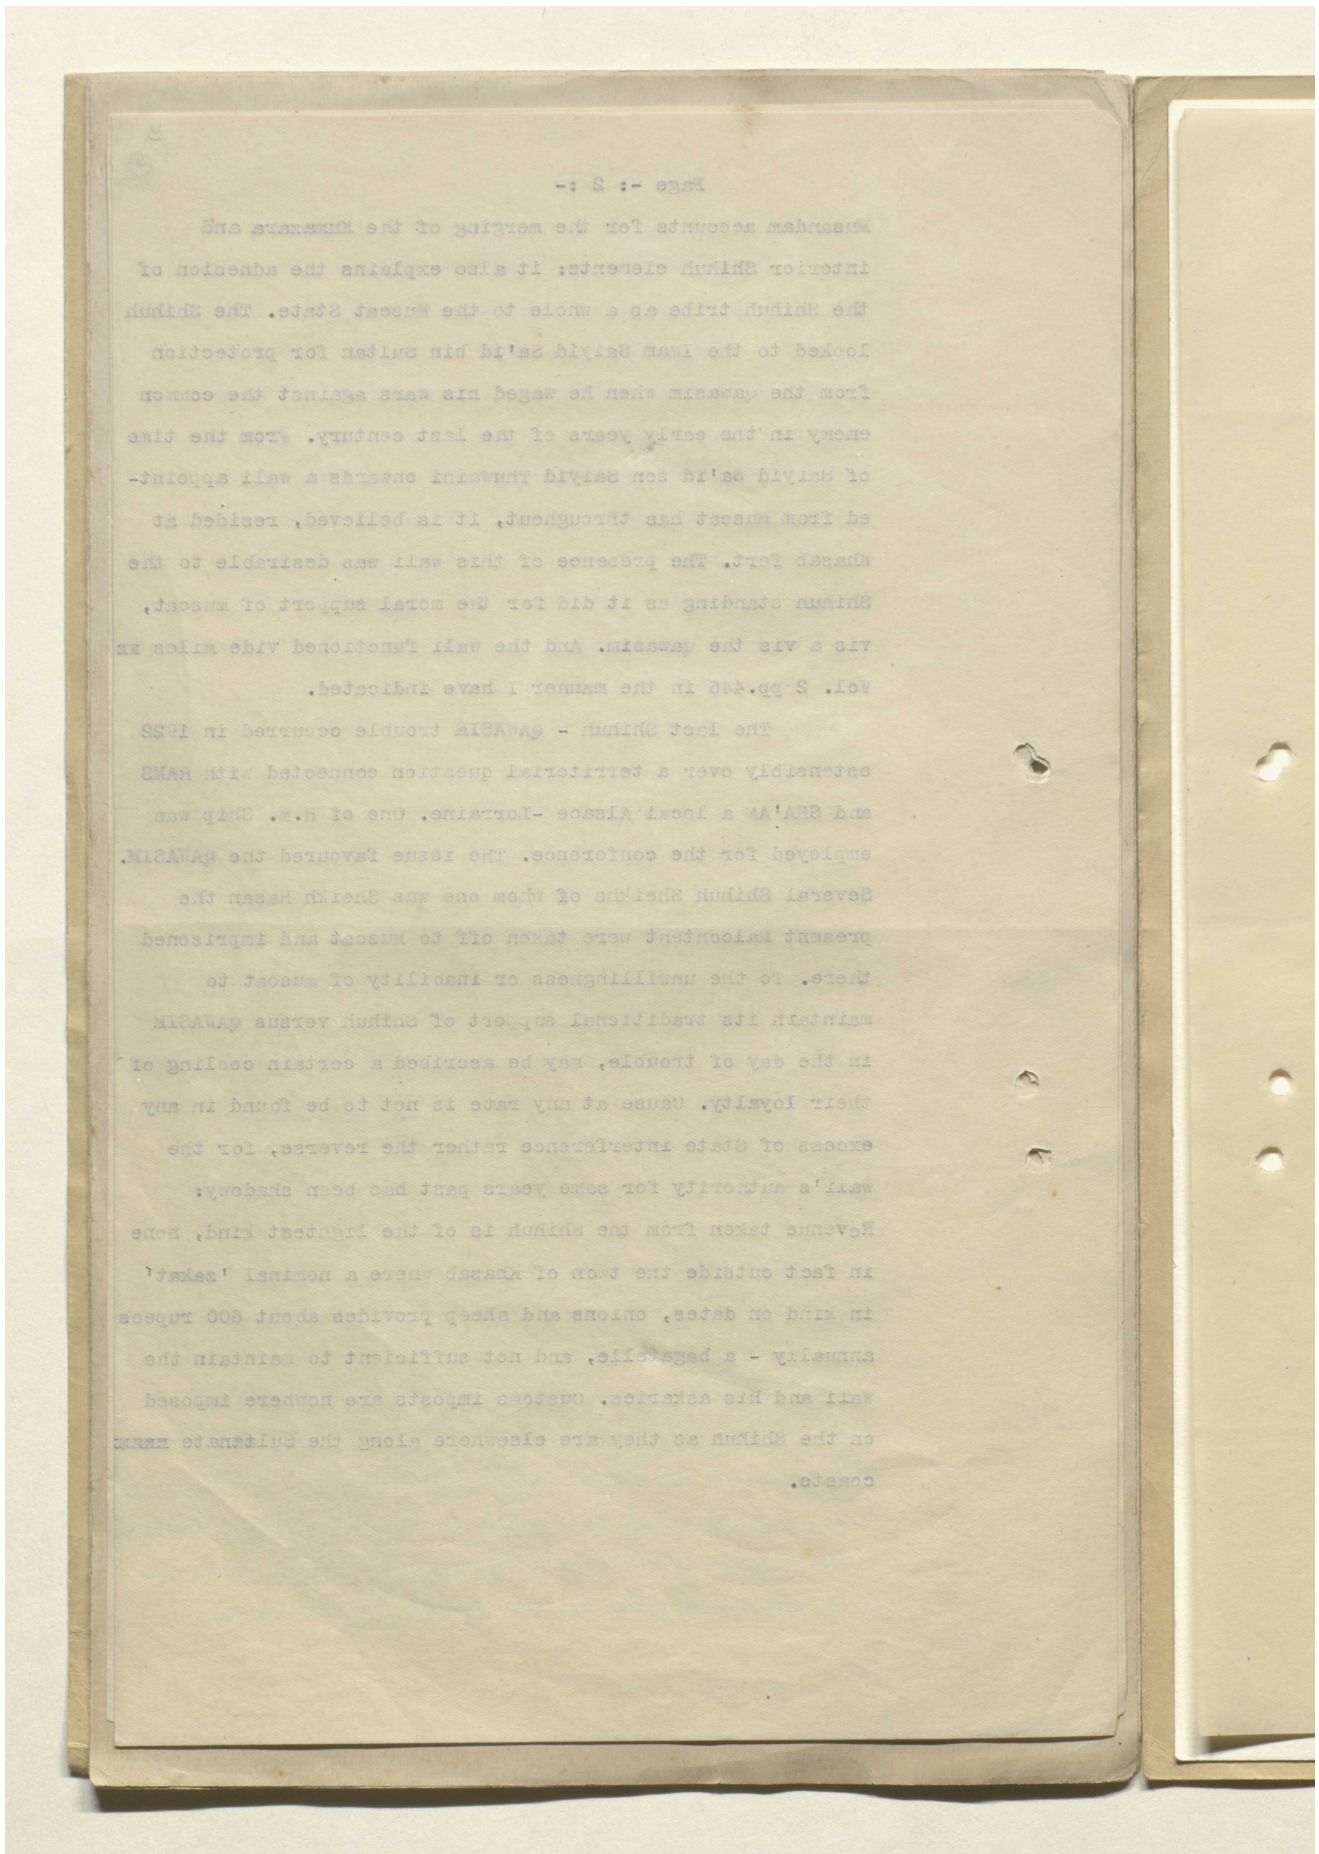 Page -: 2 :-
Musandam accounts for the merging of the Kumazara and
interior Shihuh elements; it also explains the adhesion of
the Shihuh tribe as a whole to the Muscat State. The Shihuh
looked to the Imam Saiyid Sa'id bin Sultan for protection
from the Qawasim when he waged his wars against the common
enemy in the early years of the last century. From the time
of Saiyid Sa'id son Saiyid Thuwaini onwards a wali appoint-
ed from Muscat has throughout, it is believed, resided at
Khasab fort. The presence of this wali was desirable to the
Shihuh standing as it did for the moral support of Muscat,
vis a vis the Qawasim. And the wali functioned vide miles
Vol. 2 pp.446 in the manner I have indicated.
The last Shihuh - QAWASIM trouble occurred in 1922
ostensibly over a territorial question connected with RAMS
and SHA'AM a local Alsace -Lorraine. One of H.M. Ship was
employed for the conference. The issue favoured the QAWASIM.
Several Shihuh Sheikhs of whom one was Sheikh Hasan the
present malcontent were taken off to Muscat and imprisoned
there. To the unwillingness or inability of Muscat to
maintain its traditional support of Shihuh versus QAWASIM
in the day of trouble, may be ascribed a certain cooling of
their loyalty. Cause at any rate is not to be found in any
excess of State interference rather the reverse, for the
wali's authority for some years past has been shadowy:
Revenue taken from the Shihuh is of the lightest kind, none
in fact outside the town of Khasab where a nominal 'zakat'
in kind on dates, onions and sheep provides about 600 rupees
annually - a bagatelle, and not sufficient to maintain the
Wali and His askaries. Customs imposts are nowhere imposed
on the Shihuh as they are elsewhere along the Sultanate
coasts.